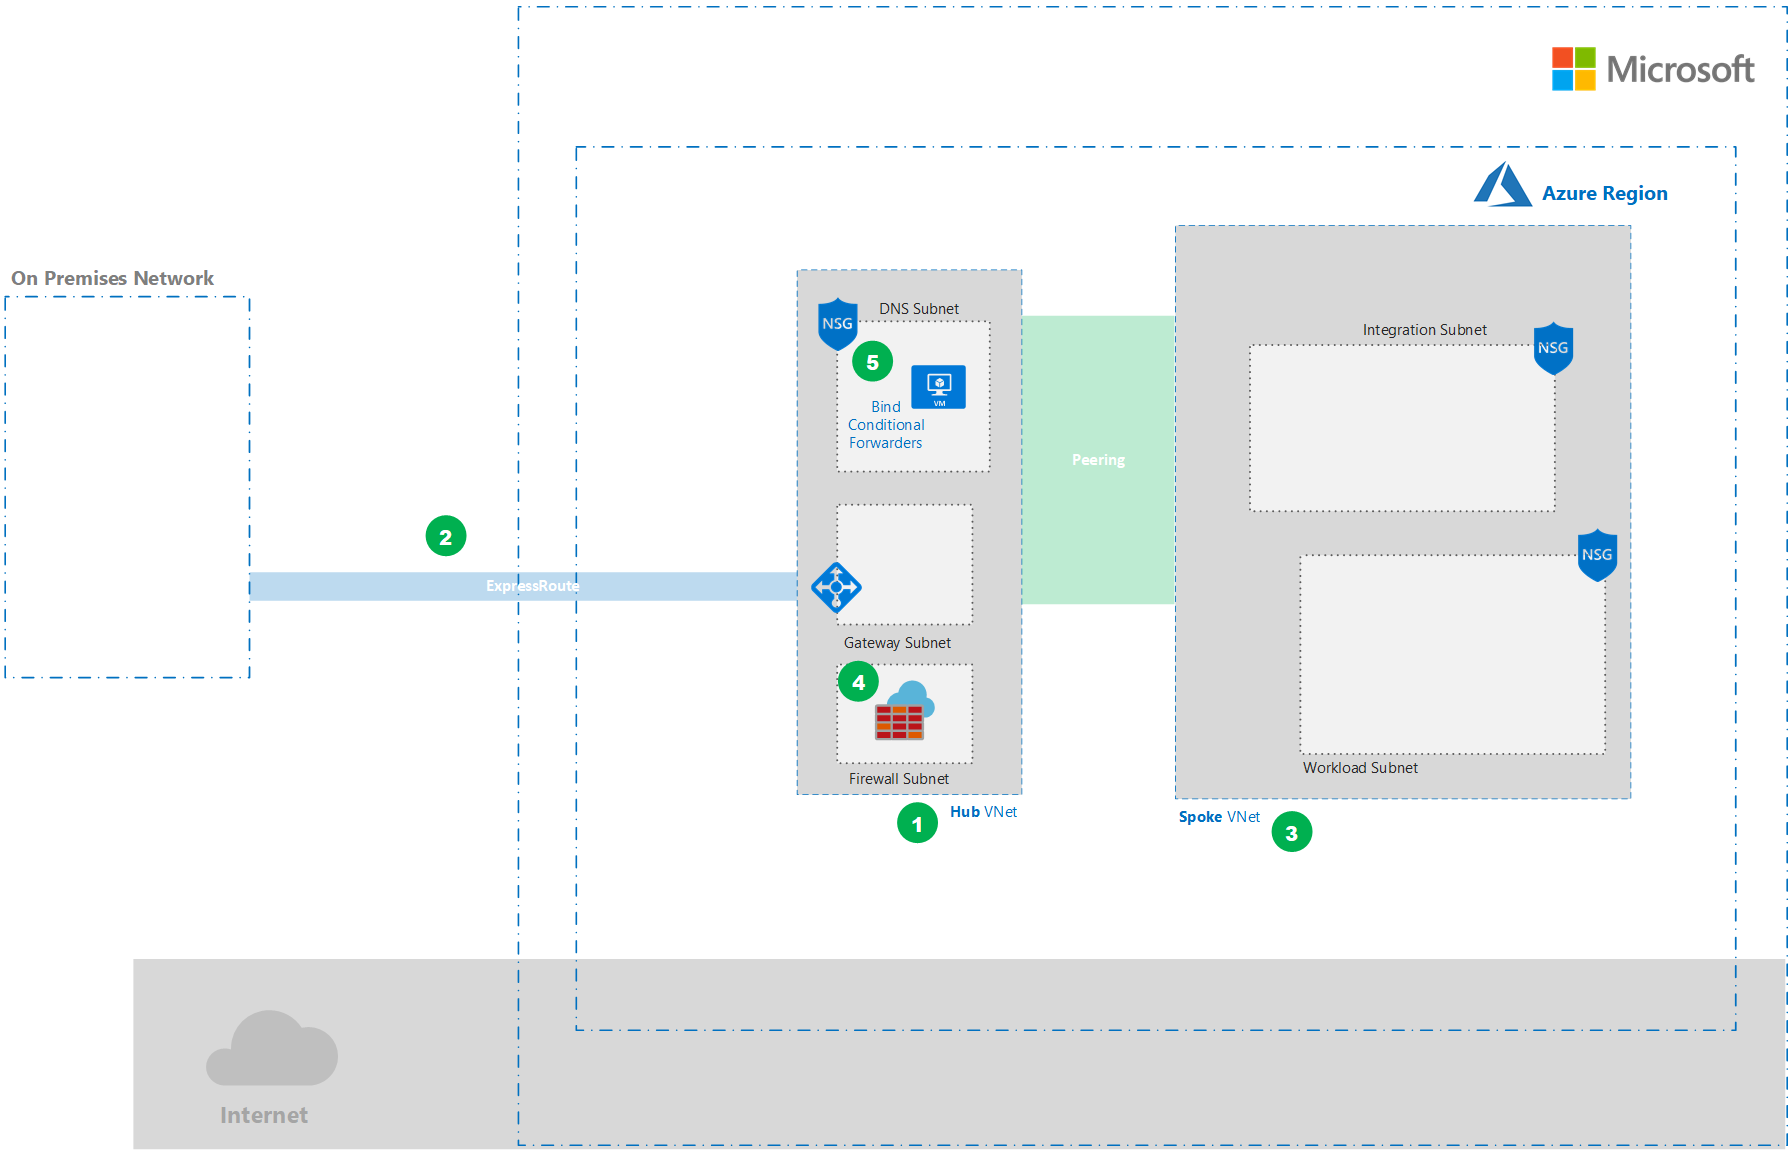 Microsoft
Azure Region
On Premises Network
NSG
DNS Subnet
5
VM
Bind
Conditional
Forwarders
Peering
Integration Subnet
NSG
2
ExpressRoute
NSG
Gateway Subnet
4
Firewall Subnet
Workload Subnet
1
Hub VNet
Spoke VNet
3
Internet